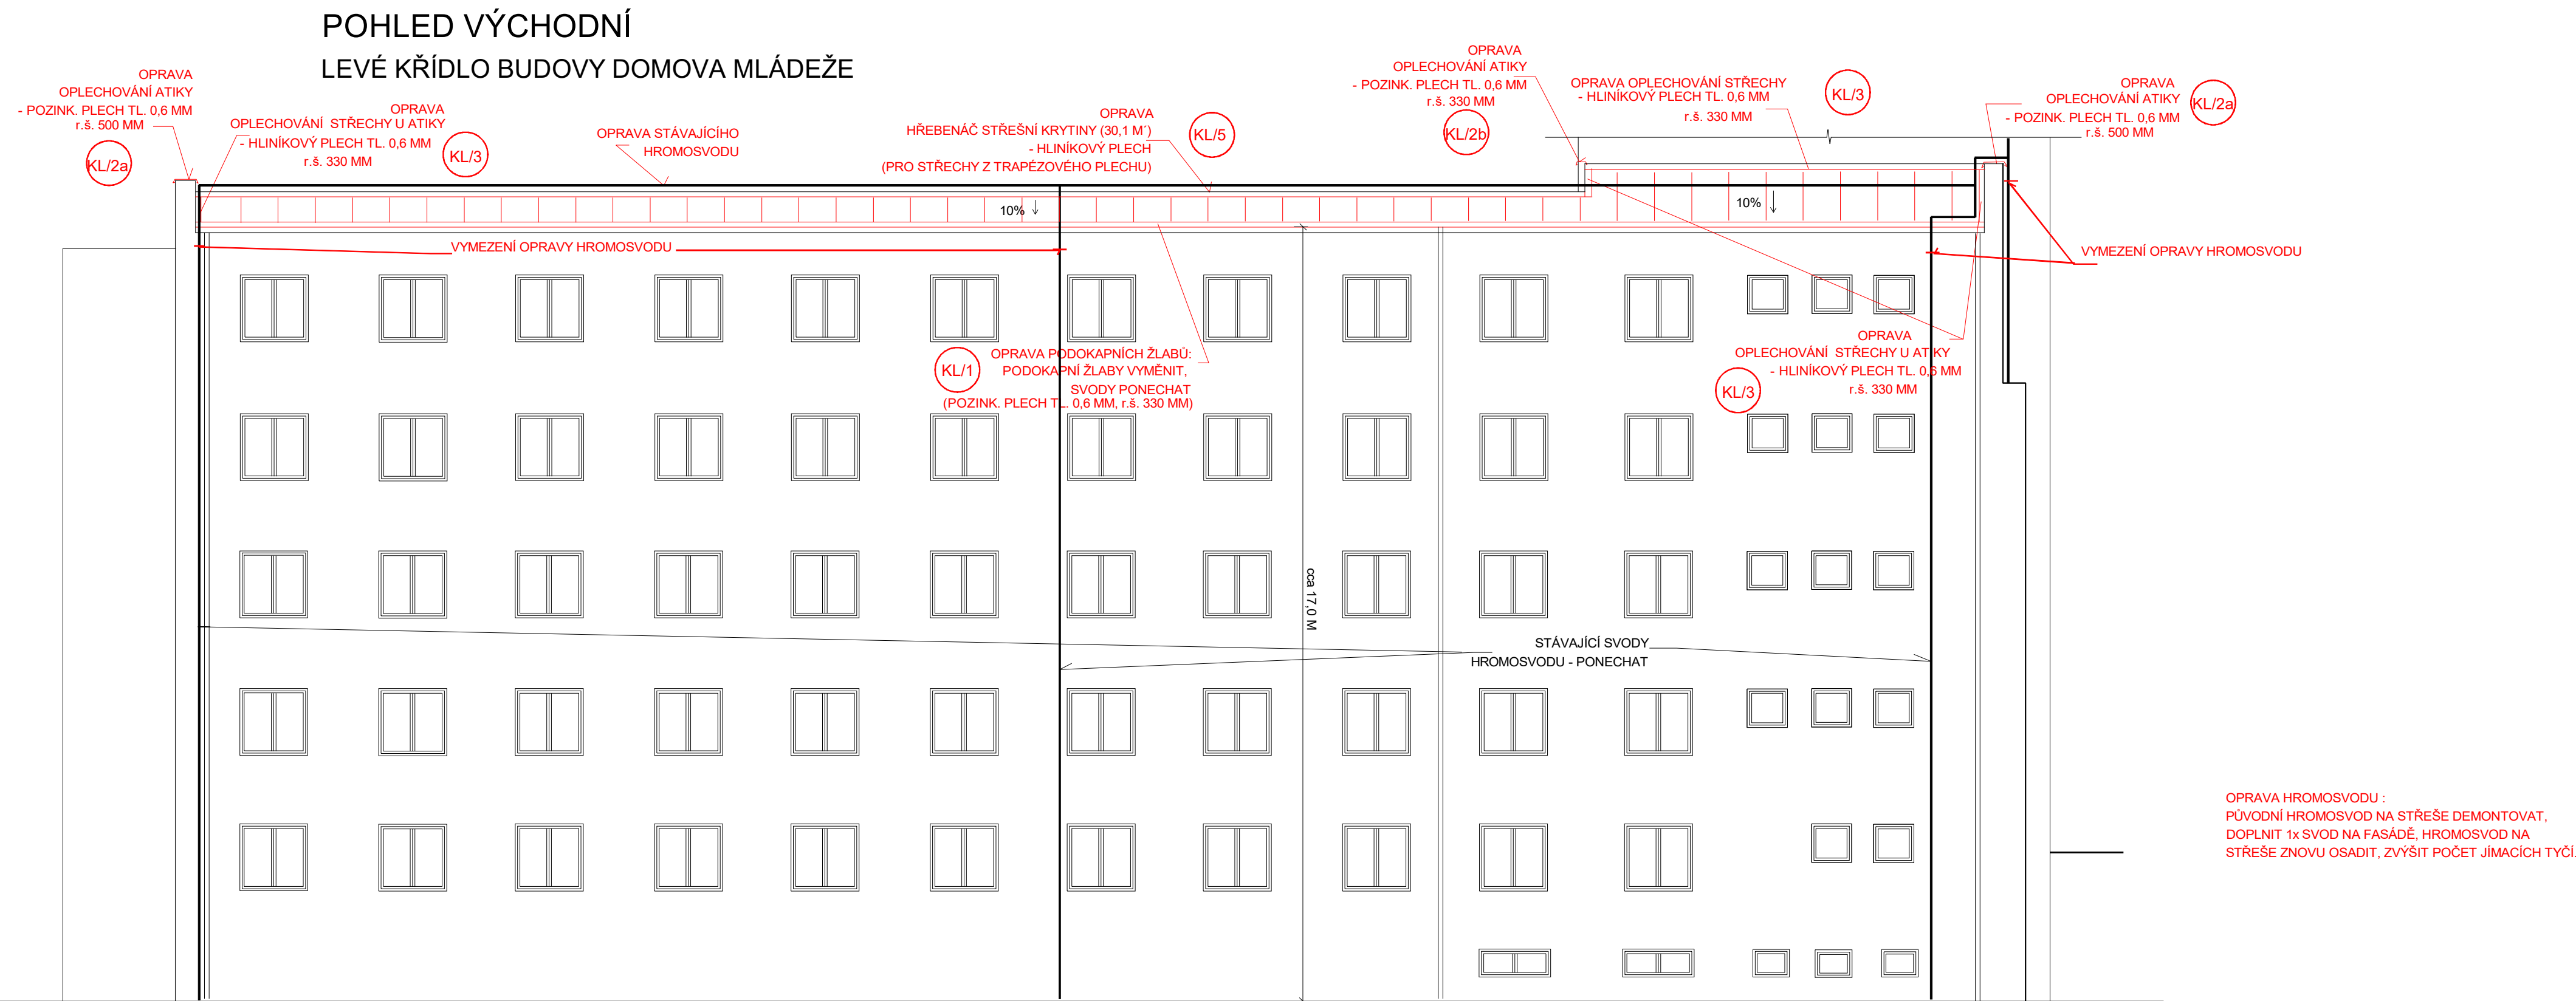 POHLED VÝCHODNÍ
LEVÉ KŘÍDLO BUDOVY DOMOVA MLÁDEŽE
OPRAVA
OPLECHOVÁNÍ ATIKY
- POZINK. PLECH TL. 0,6 MM
r.š. 500 MM
KL/2a
OPRAVA
OPLECHOVÁNÍ STŘECHY U ATIKY
- HLINÍKOVÝ PLECH TL. 0,6 MM
r.š. 330 MM
KL/3
OPRAVA STÁVAJÍCÍHO
HROMOSVODU
OPRAVA
HŘEBENÁČ STŘEŠNÍ KRYTINY (30,1 M´)
- HLINÍKOVÝ PLECH
(PRO STŘECHY Z TRAPÉZOVÉHO PLECHU)
KL/5
OPRAVA
OPLECHOVÁNÍ ATIKY
- POZINK. PLECH TL. 0,6 MM
r.š. 330 MM
KL/2b
OPRAVA OPLECHOVÁNÍ STŘECHY
- HLINÍKOVÝ PLECH TL. 0,6 MM
r.š. 330 MM
KL/3
OPRAVA
OPLECHOVÁNÍ ATIKY
- POZINK. PLECH TL. 0,6 MM
r.š. 500 MM
KL/2a
10%
10%
VYMEZENÍ OPRAVY HROMOSVODU
VYMEZENÍ OPRAVY HROMOSVODU
KL/1
OPRAVA PODOKAPNÍCH ŽLABŮ:
PODOKAPNÍ ŽLABY VYMĚNIT,
SVODY PONECHAT
(POZINK. PLECH TL. 0,6 MM, r.š. 330 MM)
OPRAVA
OPLECHOVÁNÍ STŘECHY U ATIKY
- HLINÍKOVÝ PLECH TL. 0,6 MM
r.š. 330 MM
KL/3
cca 17,0 M
STÁVAJÍCÍ SVODY
HROMOSVODU - PONECHAT
OPRAVA HROMOSVODU :
PŮVODNÍ HROMOSVOD NA STŘEŠE DEMONTOVAT,
DOPLNIT 1x SVOD NA FASÁDĚ, HROMOSVOD NA
STŘEŠE ZNOVU OSADIT, ZVÝŠIT POČET JÍMACÍCH TYČÍ.